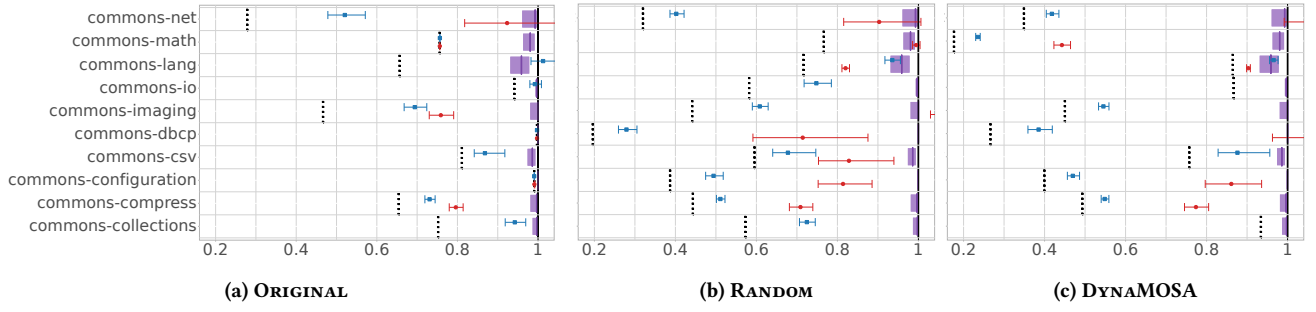 commons-net
commons-math
commons-lang
commons-io
commons-imaging
commons-dbcp
commons-csv
commons-configuration
commons-compress
commons-collections
0.2 0.4 0.6 0.8 1
0.2 0.4 0.6 0.8 1
0.2 0.4 0.6 0.8 1
(a) ORIGINAL
(b) RANDOM
(c) DYNAMOSA